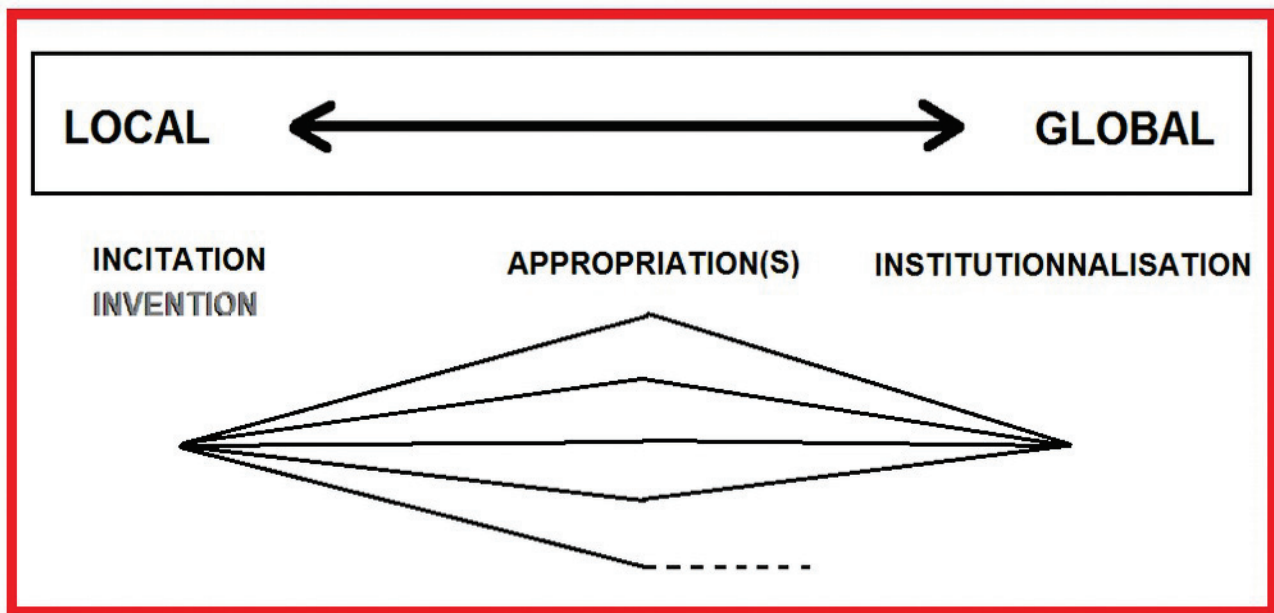 LOCAL GLOBAL
INCITATION APPROPRIATION(S) INSTITUTIONNALISATION
INVENTION